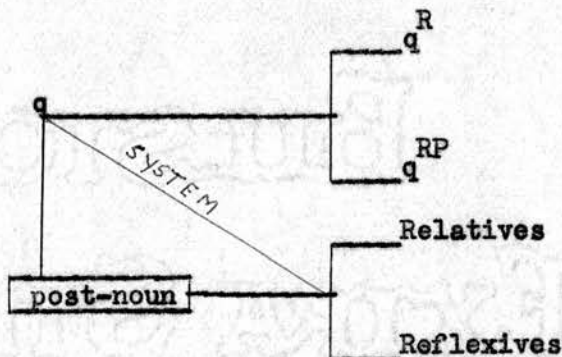 q^R
q
SYSTEM
q^RP
Relatives
post-noun
Reflexives